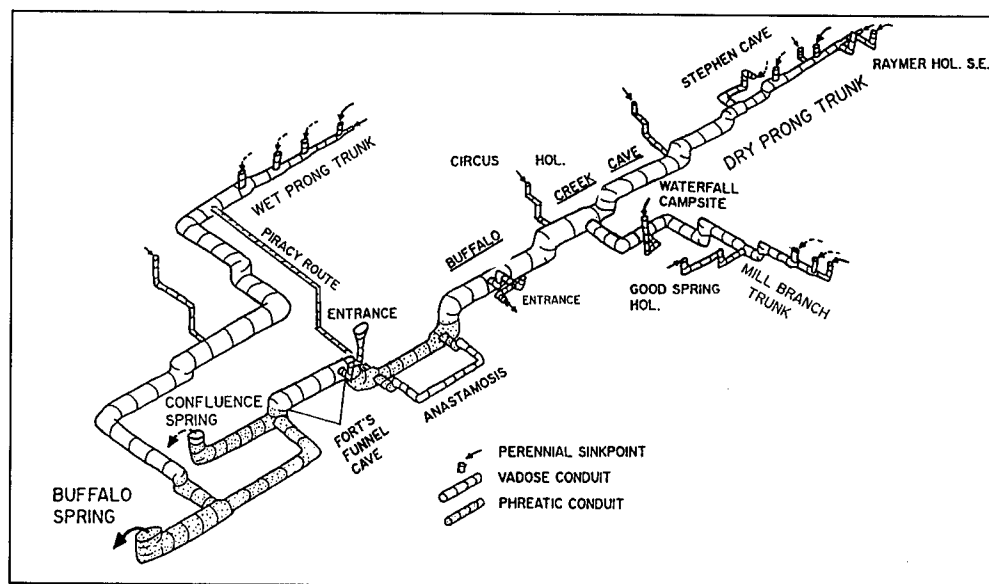 STEPHEN CAVE
RAYMER HOL. S.E.
DRY PRONG TRUNK
CIRCUS HOL.
CREEK CAVE
WET PRONG TRUNK
WATERFALL
CAMPSITE
PIRACY ROUTE
BUFFALO
GOOD SPRING
HOL.
MILL BRANCH
TRUNK
ENTRANCE
ENTRANCE
ANASTAMOSIS
CONFLUENCE
SPRING
FORT'S
FUNNEL
CAVE
BUFFALO
SPRING
PERENNIAL SINKPOINT
VADOSE CONDUIT
PHREATIC CONDUIT